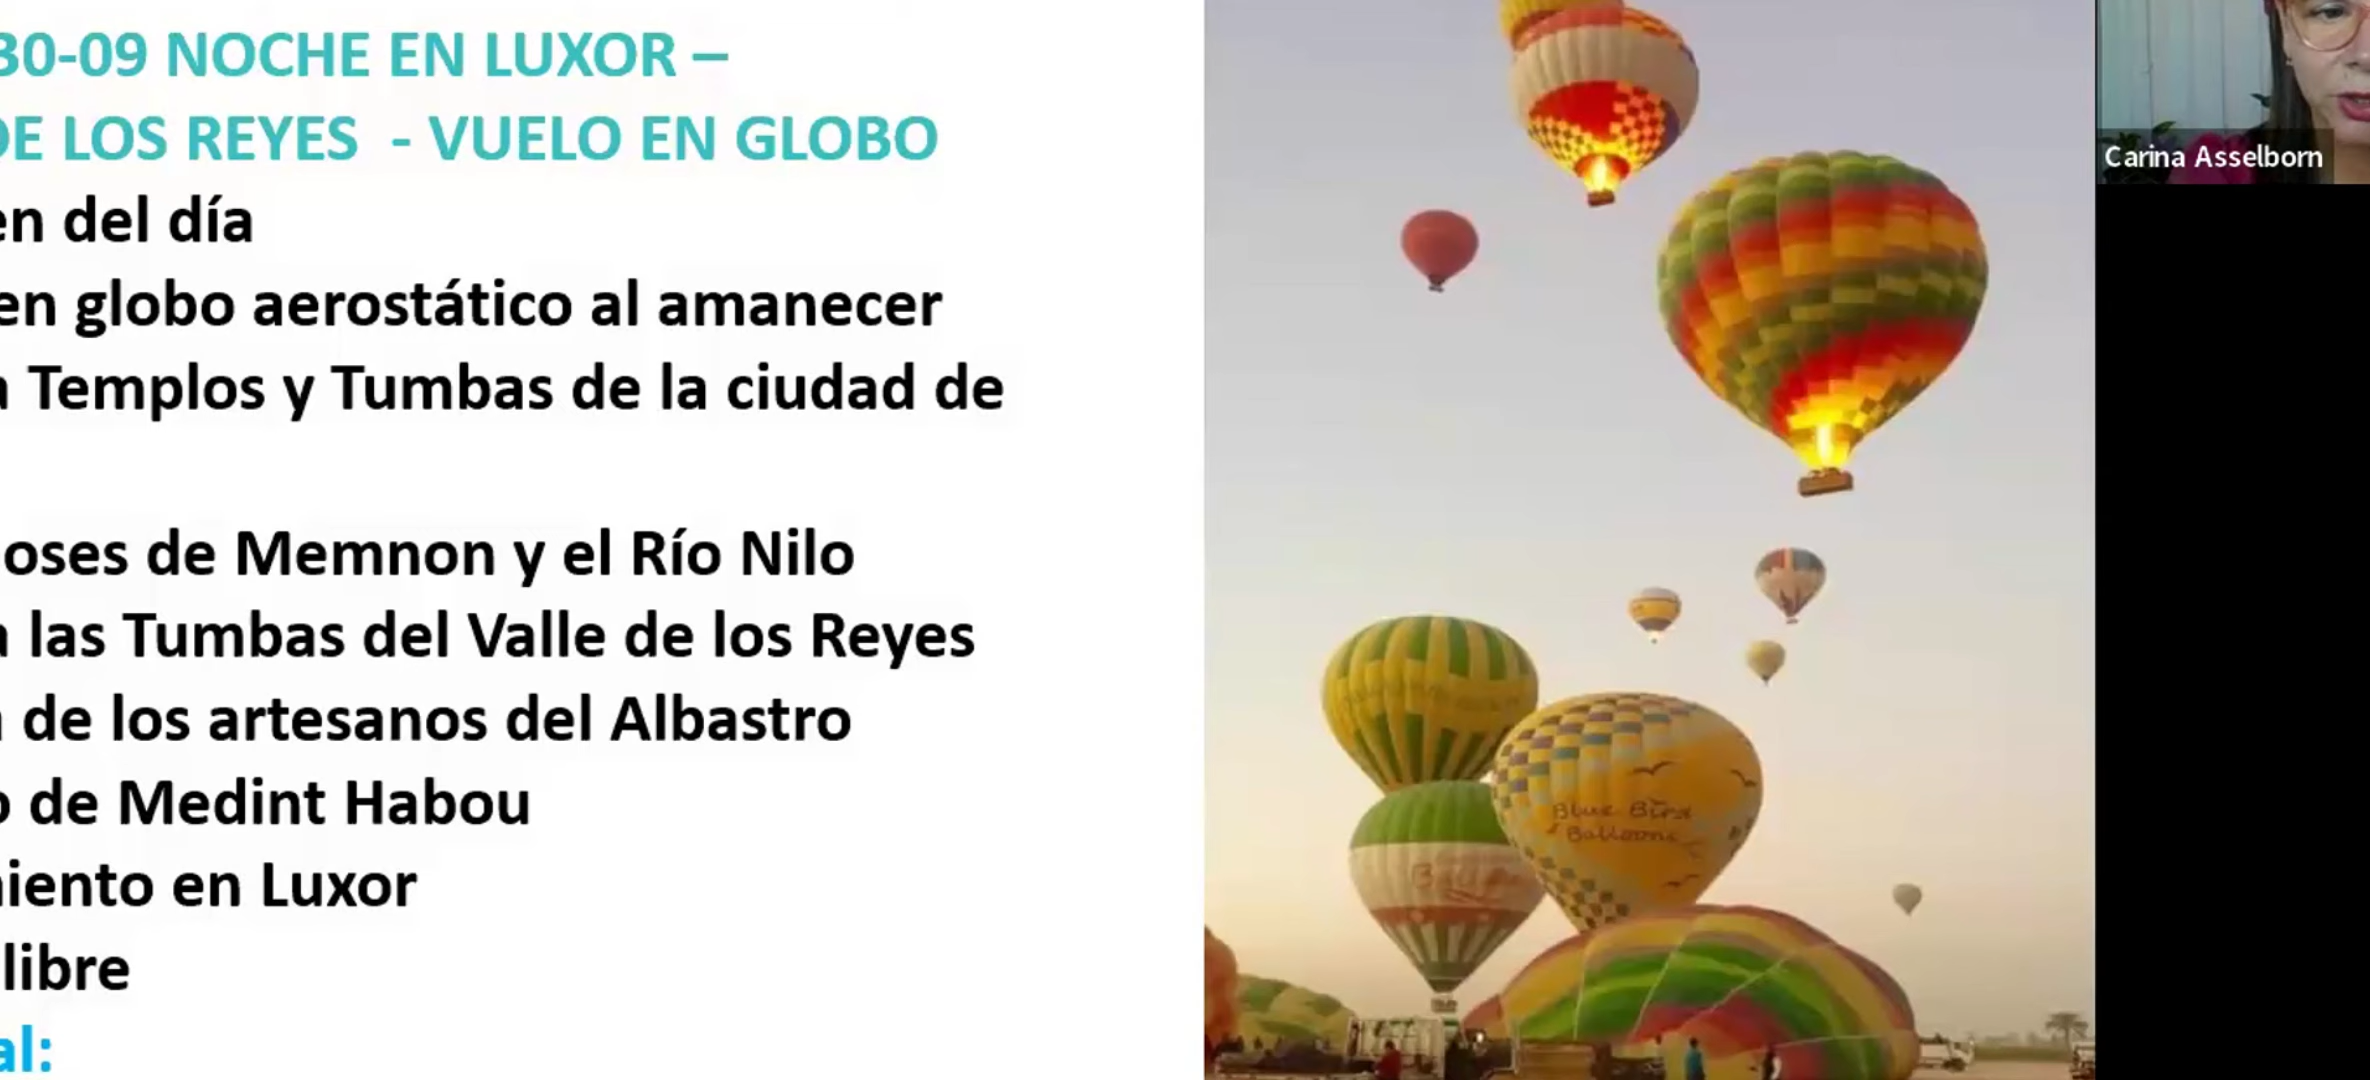 30-09 NOCHE EN LUXOR –
DE LOS REYES - VUELO EN GLOBO
en del día
en globo aerostático al amanecer
a Templos y Tumbas de la ciudad de
oses de Memnon y el Río Nilo
a las Tumbas del Valle de los Reyes
de los artesanos del Albastro
o de Medint Habou
miento en Luxor
libre
al:
Carina Asselborn
Blue Bird
Balloons